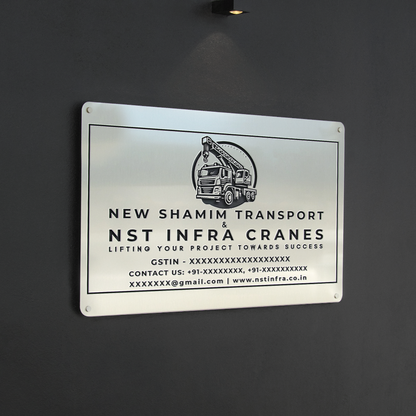 NEW SHAMIM TRANSPORT
&
NST INFRA CRANES
LIFTING YOUR PROJECT TOWARDS SUCCESS
GSTIN - XXXXXXXXXXXXXXXXXX
CONTACT US: +91-XXXXXXXX, +91-XXXXXXXXXX
XXXXXXX@gmail.com | www.nstinfra.co.in